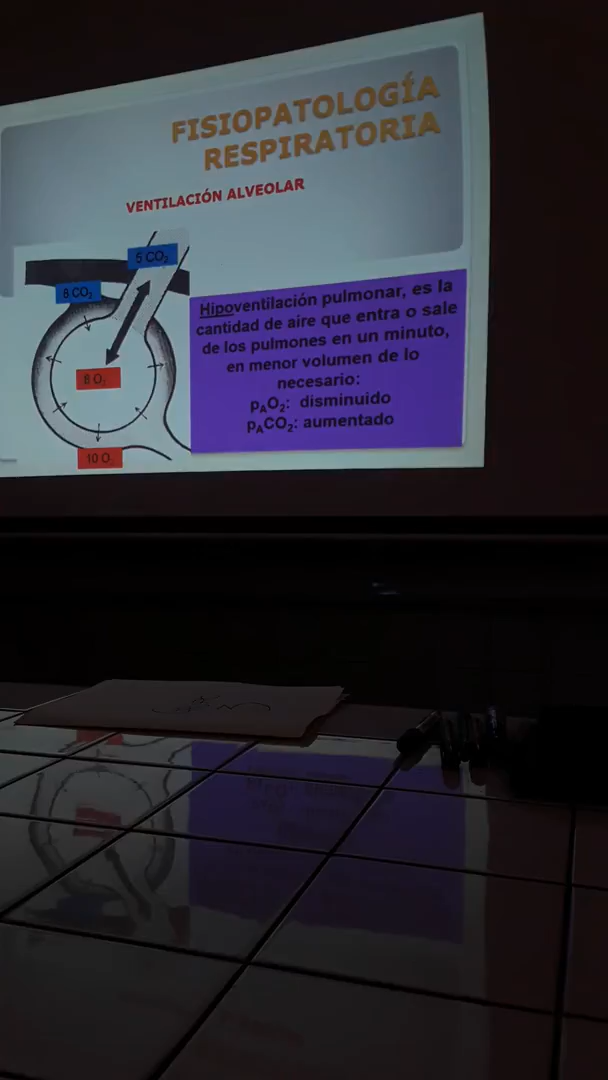 FISIOPATOLOGÍA
RESPIRATORIA
VENTILACIÓN ALVEOLAR
5 CO₂
8 CO₂
8 O₂
10 O₂
Hipoventilación pulmonar, es la
cantidad de aire que entra o sale
de los pulmones en un minuto,
en menor volumen de lo
necesario:
pAO₂: disminuido
pACO₂: aumentado